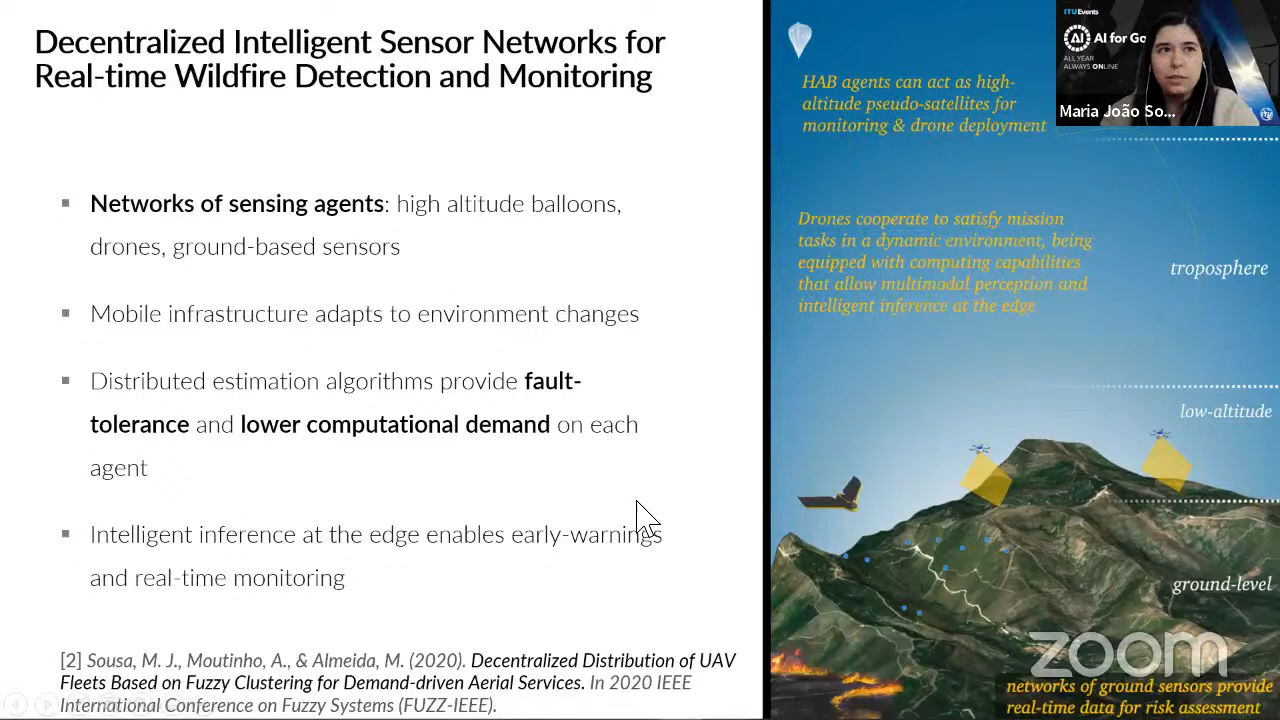 Decentralized Intelligent Sensor Networks for
Real-time Wildfire Detection and Monitoring
▪ Networks of sensing agents: high altitude balloons,
drones, ground-based sensors
▪ Mobile infrastructure adapts to environment changes
▪ Distributed estimation algorithms provide fault-
tolerance and lower computational demand on each
agent
▪ Intelligent inference at the edge enables early-warnings
and real-time monitoring
[2] Sousa, M. J., Moutinho, A., & Almeida, M. (2020). Decentralized Distribution of UAV
Fleets Based on Fuzzy Clustering for Demand-driven Aerial Services. In 2020 IEEE
International Conference on Fuzzy Systems (FUZZ-IEEE).
HAB agents can act as high-
altitude pseudo-satellites for
monitoring & drone deployment
Drones cooperate to satisfy mission
tasks in a dynamic environment, being
equipped with computing capabilities
that allow multimodal perception and
intelligent inference at the edge
troposphere
low-altitude
ground-level
networks of ground sensors provide
real-time data for risk assessment
ITUEvents
AI AI for Go
ALL YEAR
ALWAYS ONLINE
Maria João So...
zoom